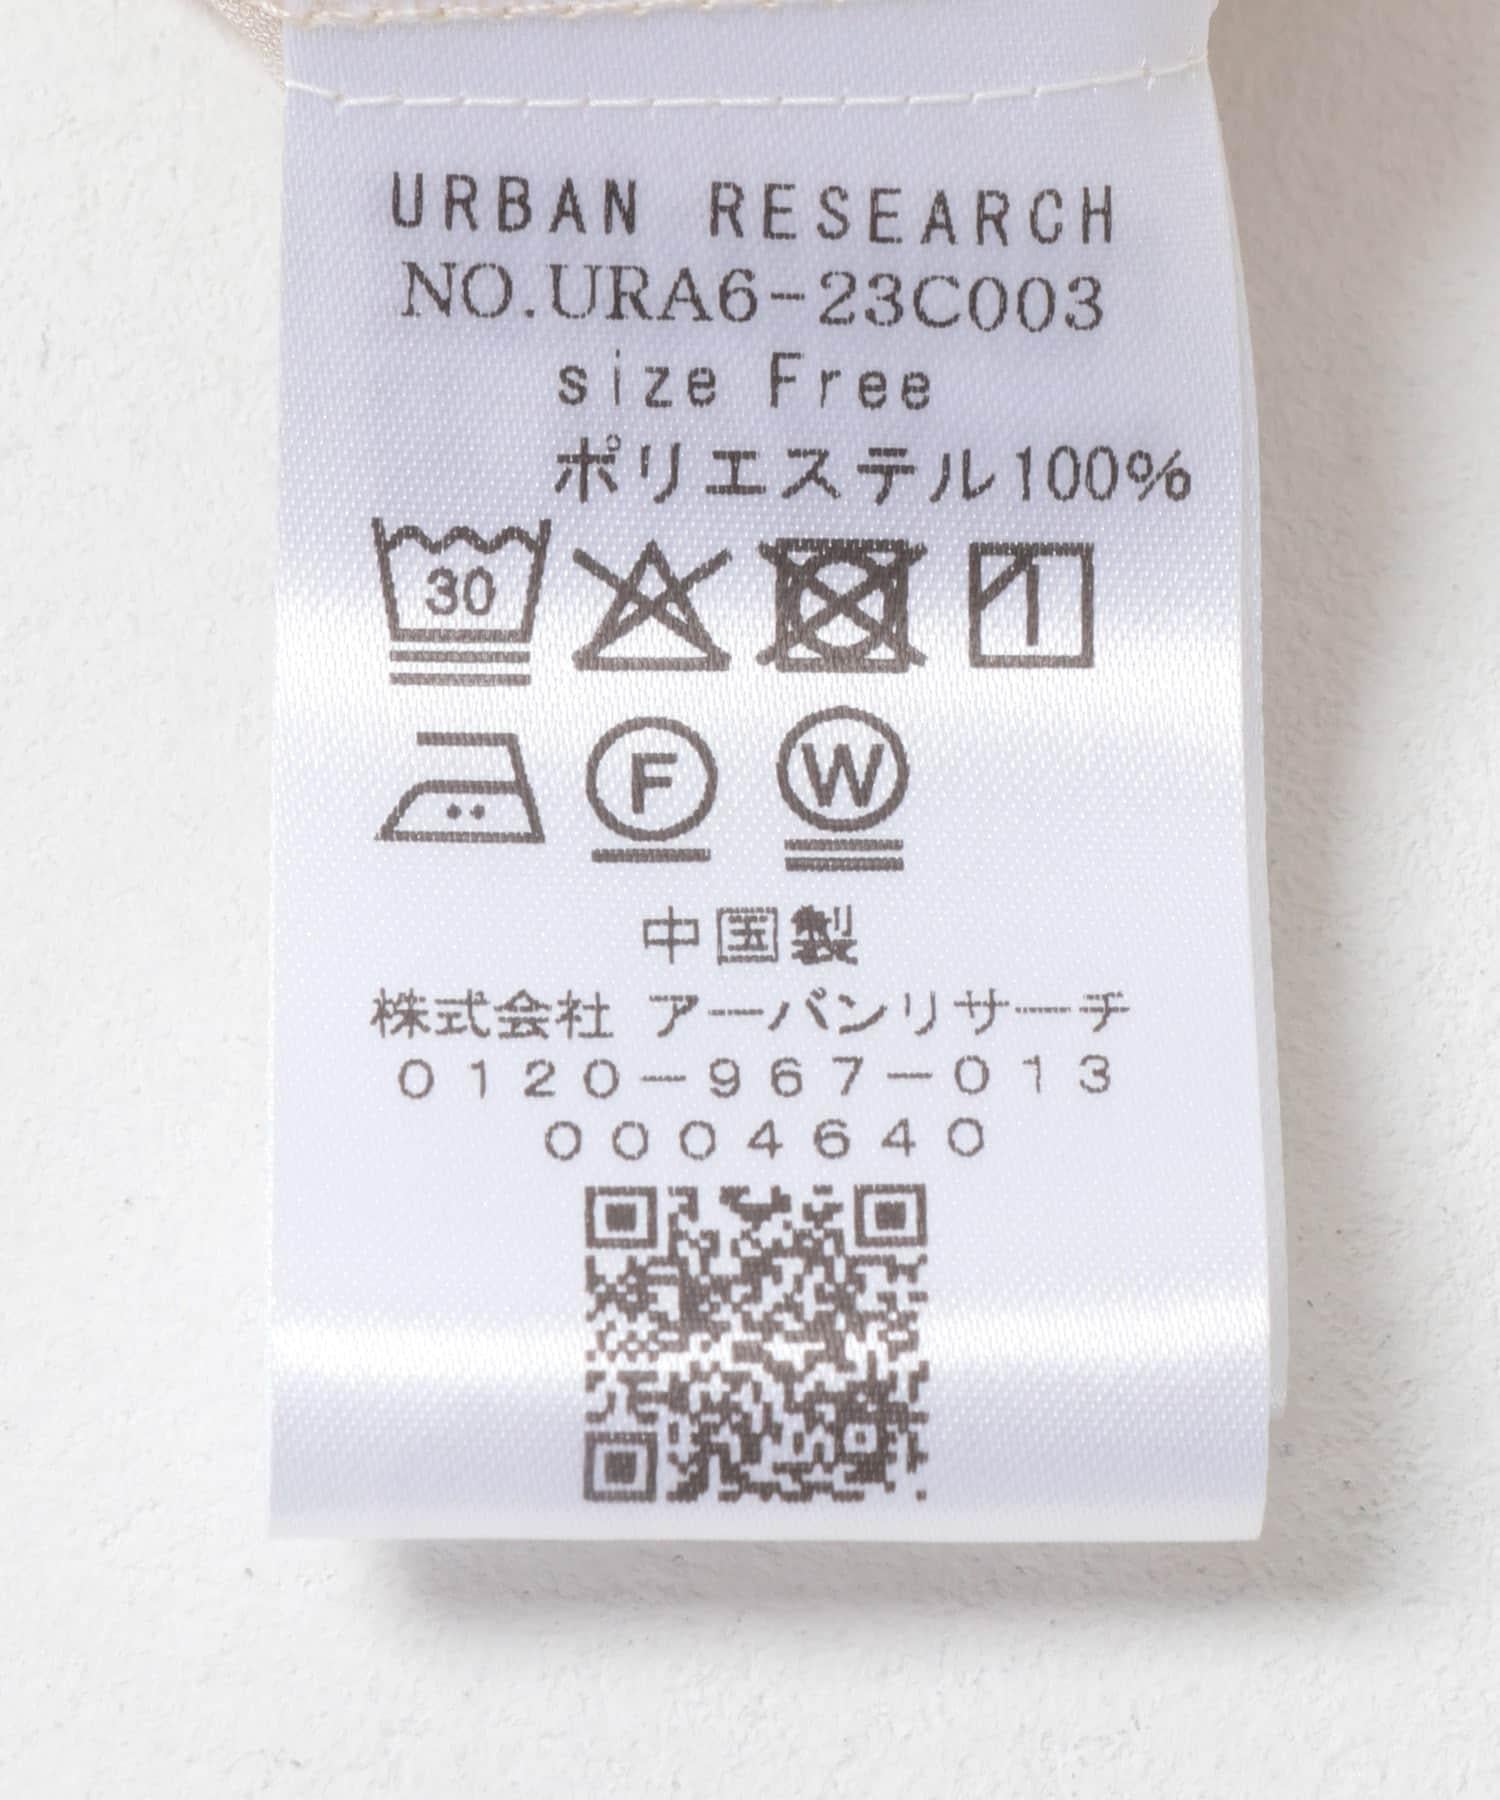 URBAN RESEARCH
NO.URA6-23C003
size Free
ポリエステル100%
30
F W
中国製
株式会社 アーバンリサーチ
0120-967-013
0004640